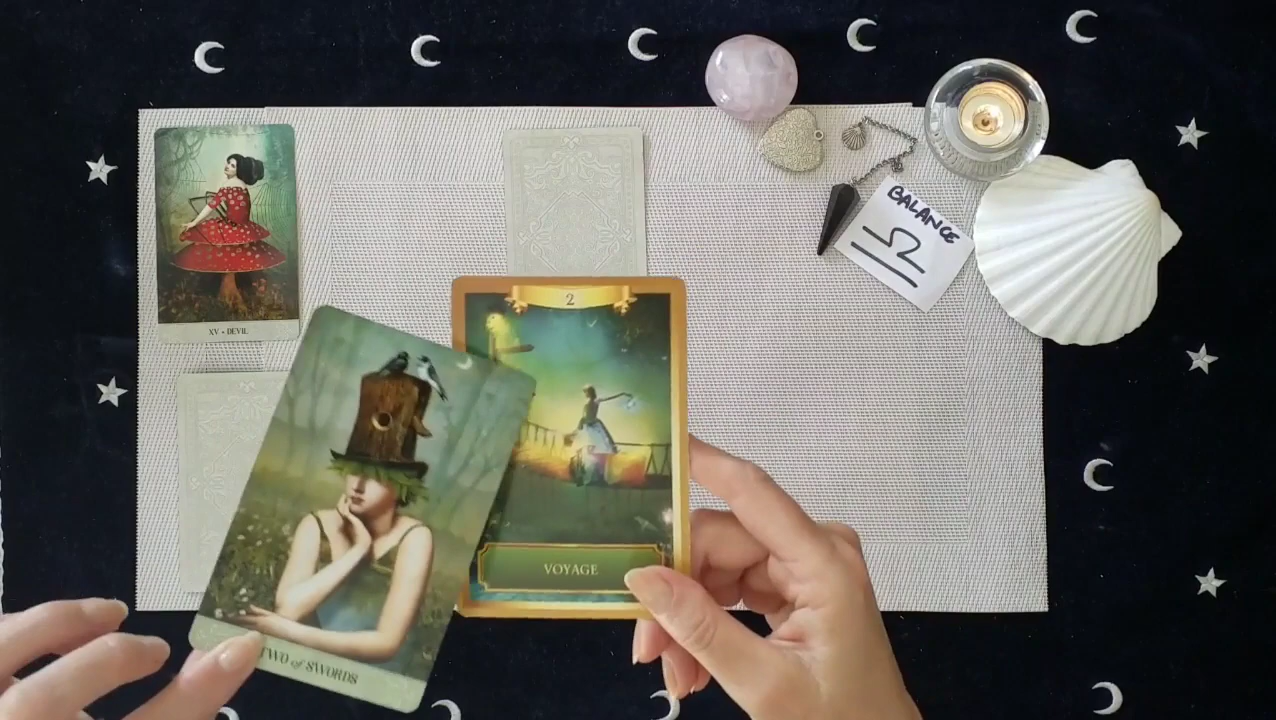 XV • DEVIL
BALANCE
♎
2
VOYAGE
TWO of SWORDS